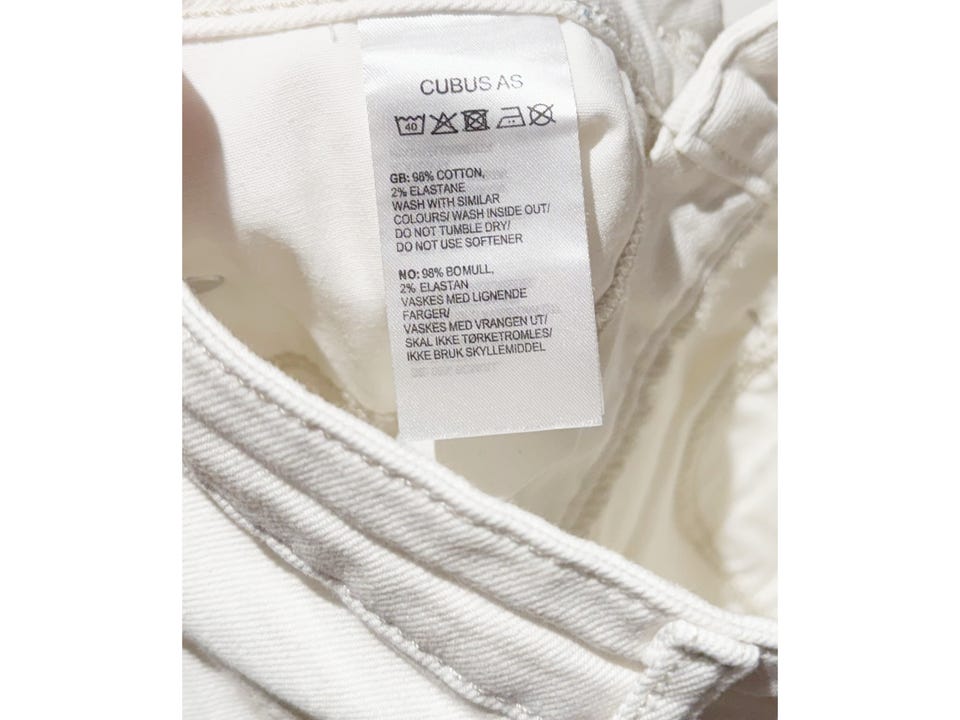 CUBUS AS
40
GB: 98% COTTON,
2% ELASTANE
WASH WITH SIMILAR
COLOURS/ WASH INSIDE OUT/
DO NOT TUMBLE DRY/
DO NOT USE SOFTENER
NO: 98% BOMULL,
2% ELASTAN
VASKES MED LIGNENDE
FARGER/
VASKES MED VRANGEN UT/
SKAL IKKE TØRKETROMLES/
IKKE BRUK SKYLLEMIDDEL